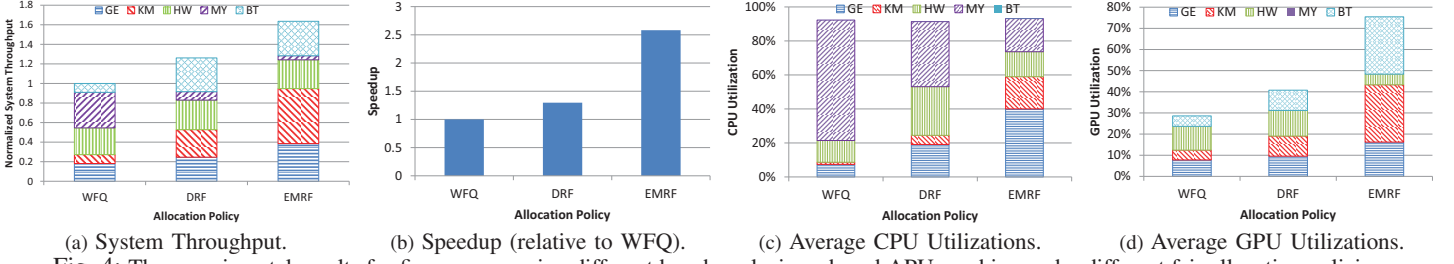 1.8
1.6
1.4
1.2
1
0.8
0.6
0.4
0.2
0
GE KM HW MY BT
Normalized System Throughput
WFQ DRF EMRF
Allocation Policy
(a) System Throughput.
3
2.5
2
1.5
1
0.5
0
Speedup
WFQ DRF EMRF
Allocation Policy
(b) Speedup (relative to WFQ).
100%
80%
60%
40%
20%
0%
GE KM HW MY BT
CPU Utilization
WFQ DRF EMRF
Allocation Policy
(c) Average CPU Utilizations.
80%
70%
60%
50%
40%
30%
20%
10%
0%
GE KM HW MY BT
GPU Utilization
WFQ DRF EMRF
Allocation Policy
(d) Average GPU Utilizations.